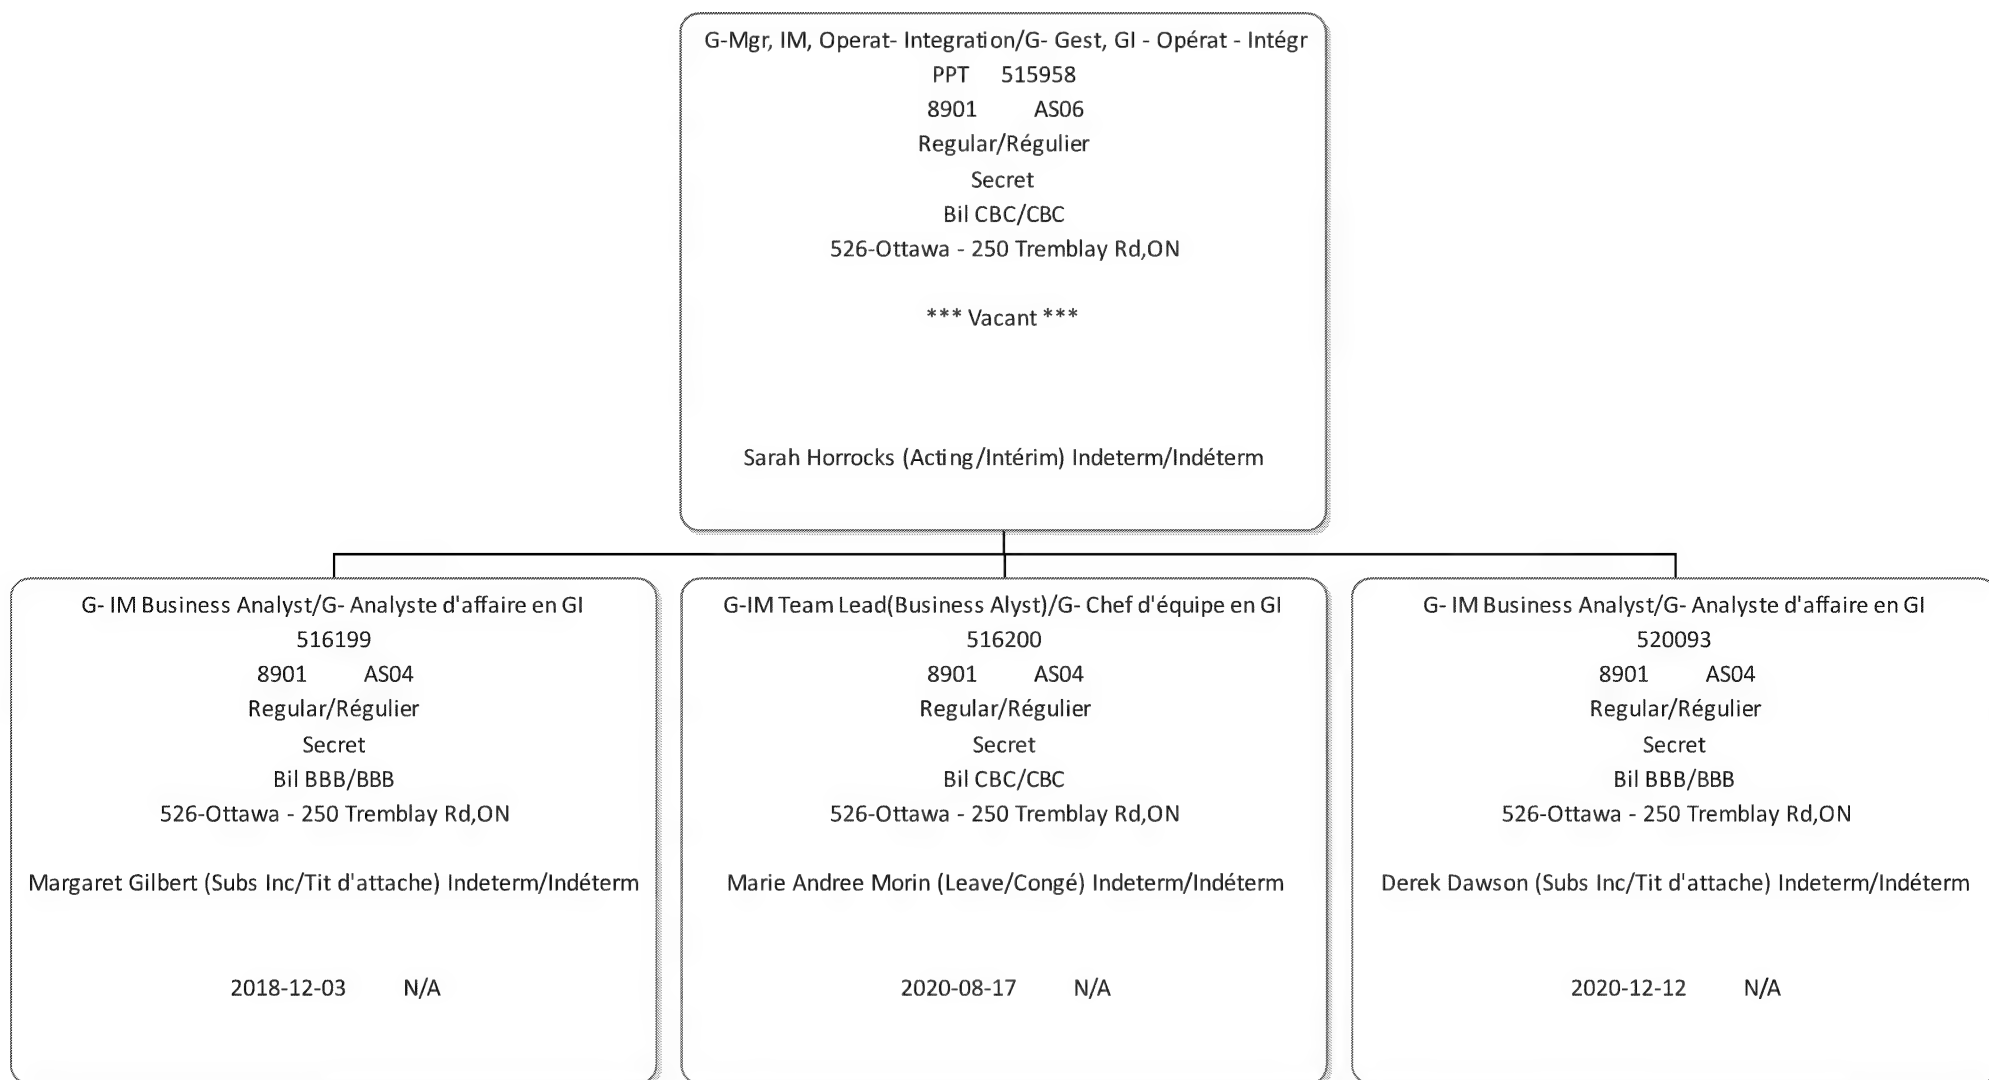 G-Mgr, IM, Operat- Integration/G- Gest, GI - Opérat - Intégr
PPT 515958
8901 AS06
Regular/Régulier
Secret
Bil CBC/CBC
526-Ottawa - 250 Tremblay Rd,ON
*** Vacant ***
Sarah Horrocks (Acting/Intérim) Indeterm/Indéterm
G- IM Business Analyst/G- Analyste d'affaire en GI
516199
8901 AS04
Regular/Régulier
Secret
Bil BBB/BBB
526-Ottawa - 250 Tremblay Rd,ON
Margaret Gilbert (Subs Inc/Tit d'attache) Indeterm/Indéterm
2018-12-03 N/A
G-IM Team Lead(Business Alyst)/G- Chef d'équipe en GI
516200
8901 AS04
Regular/Régulier
Secret
Bil CBC/CBC
526-Ottawa - 250 Tremblay Rd,ON
Marie Andree Morin (Leave/Congé) Indeterm/Indéterm
2020-08-17 N/A
G- IM Business Analyst/G- Analyste d'affaire en GI
520093
8901 AS04
Regular/Régulier
Secret
Bil BBB/BBB
526-Ottawa - 250 Tremblay Rd,ON
Derek Dawson (Subs Inc/Tit d'attache) Indeterm/Indéterm
2020-12-12 N/A